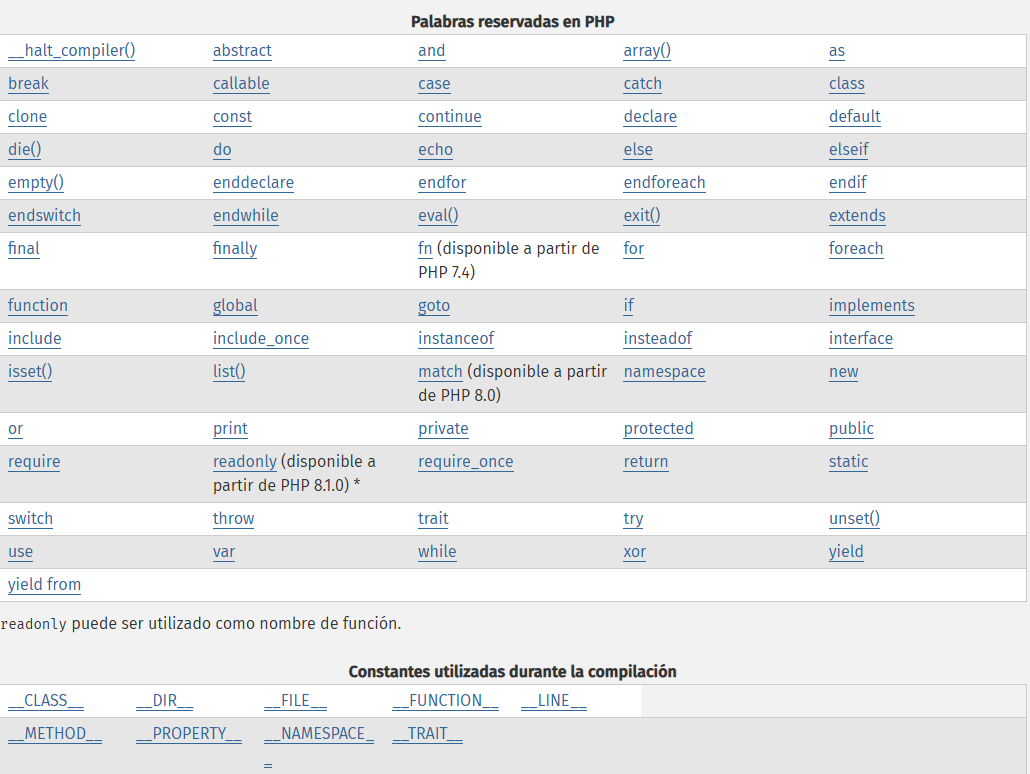 Palabras reservadas en PHP
__halt_compiler() abstract and array() as
break callable case catch class
clone const continue declare default
die() do echo else elseif
empty() enddeclare endfor endforeach endif
endswitch endwhile eval() exit() extends
final finally fn (disponible a partir de for foreach
PHP 7.4)
function global goto if implements
include include_once instanceof insteadof interface
isset() list() match (disponible a partir namespace new
de PHP 8.0)
or print private protected public
require readonly (disponible a require_once return static
partir de PHP 8.1.0) *
switch throw trait try unset()
use var while xor yield
yield from
readonly puede ser utilizado como nombre de función.
Constantes utilizadas durante la compilación
__CLASS__ __DIR__ __FILE__ __FUNCTION__ __LINE__
__METHOD__ __PROPERTY__ __NAMESPACE_ __TRAIT__
_